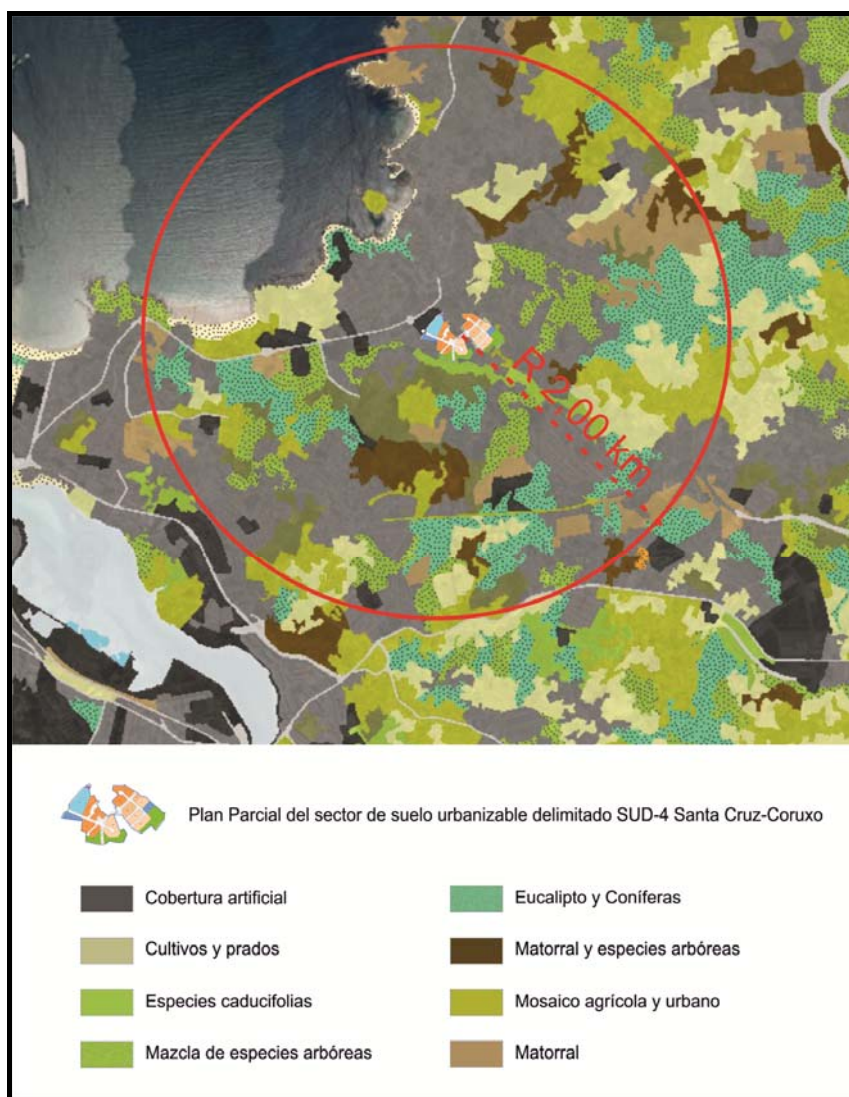 R 2.00 km
Plan Parcial del sector de suelo urbanizable delimitado SUD-4 Santa Cruz-Coruxo
Cobertura artificial
Eucalipto y Coníferas
Cultivos y prados
Matorral y especies arbóreas
Especies caducifolias
Mosaico agrícola y urbano
Mazcla de especies arbóreas
Matorral